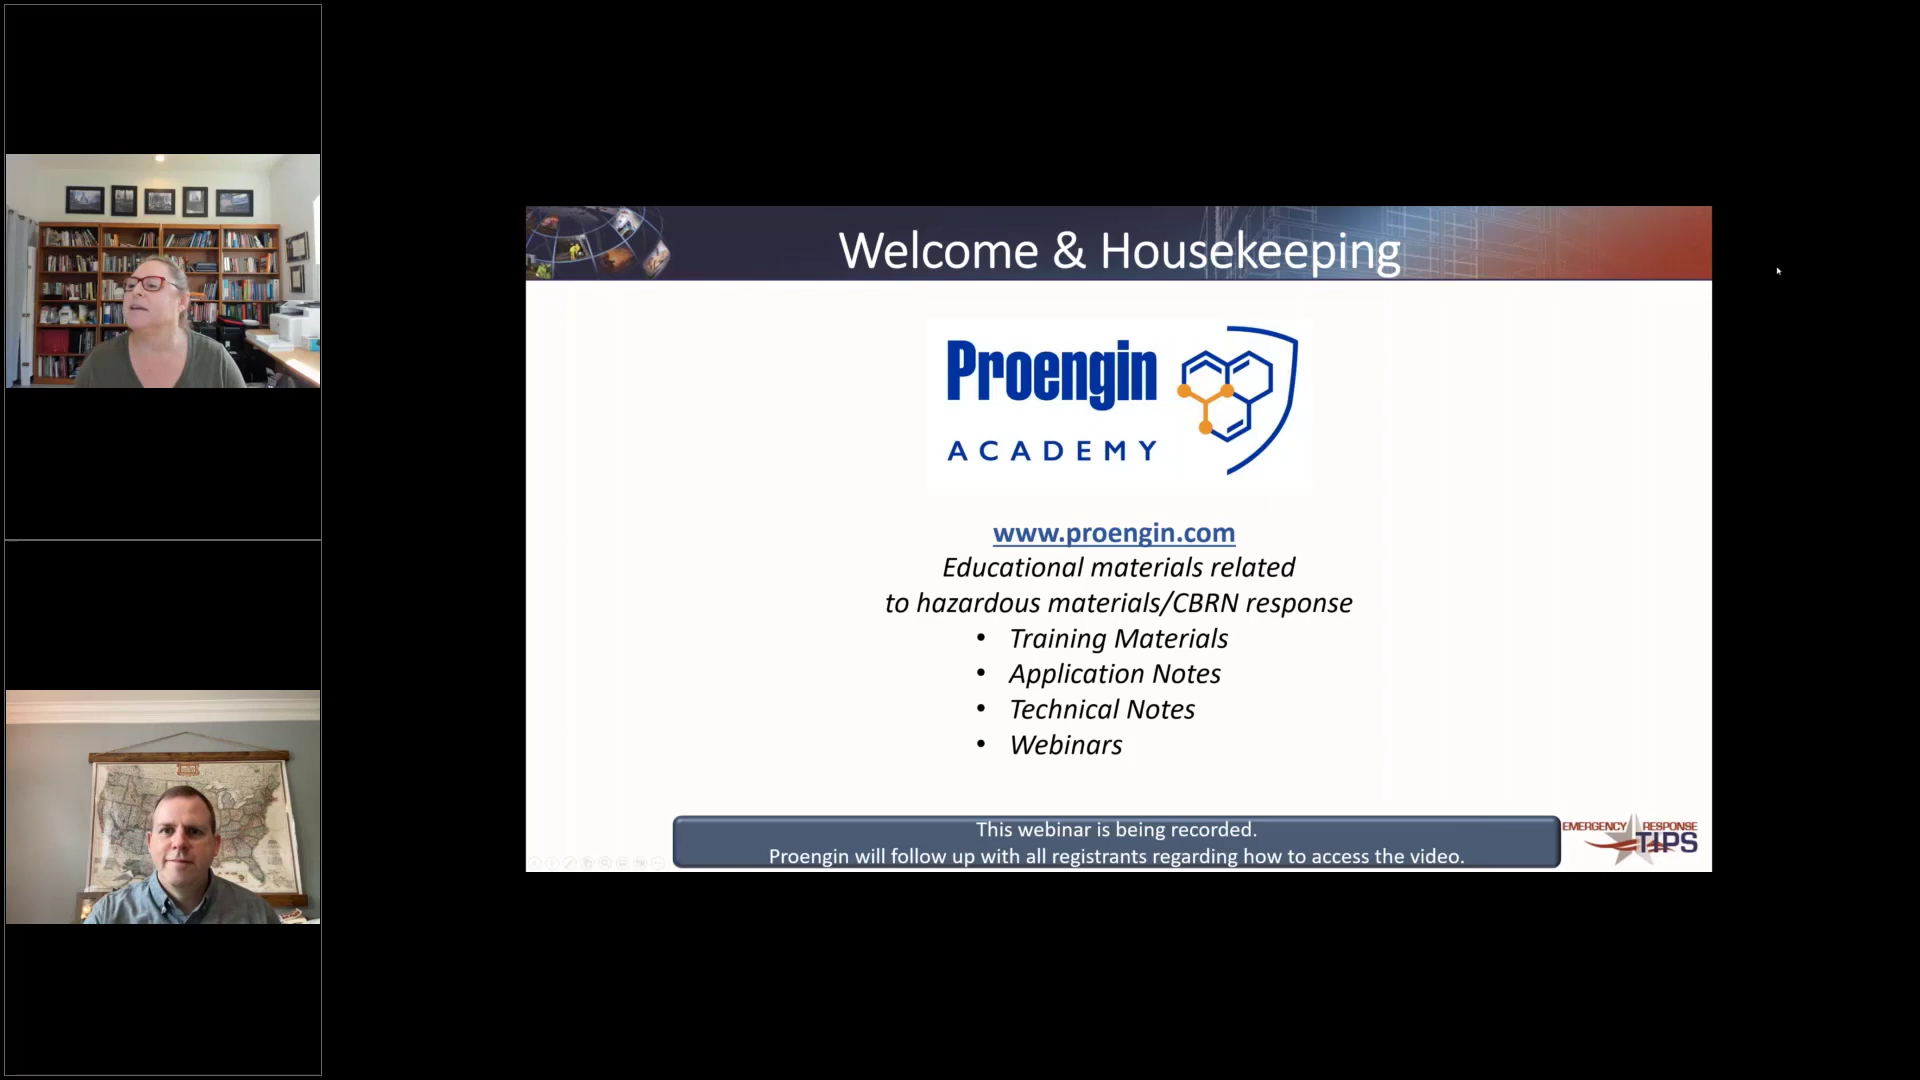 Welcome & Housekeeping
Proengin
ACADEMY
www.proengin.com
Educational materials related
to hazardous materials/CBRN response
• Training Materials
• Application Notes
• Technical Notes
• Webinars
This webinar is being recorded.
Proengin will follow up with all registrants regarding how to access the video.
EMERGENCY RESPONSE
TIPS